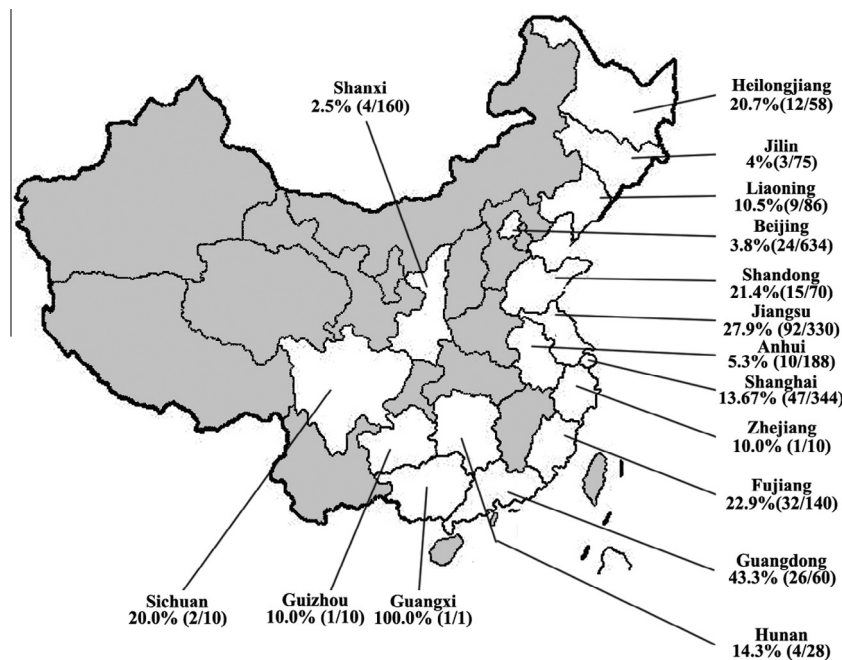 Shanxi
2.5% (4/160)
Heilongjiang
20.7%(12/58)
Jilin
4%(3/75)
Liaoning
10.5%(9/86)
Beijing
3.8%(24/634)
Shandong
21.4%(15/70)
Jiangsu
27.9% (92/330)
Anhui
5.3% (10/188)
Shanghai
13.67% (47/344)
Zhejiang
10.0% (1/10)
Fujiang
22.9%(32/140)
Guangdong
43.3% (26/60)
Hunan
14.3% (4/28)
Sichuan
20.0% (2/10)
Guizhou
10.0% (1/10)
Guangxi
100.0% (1/1)